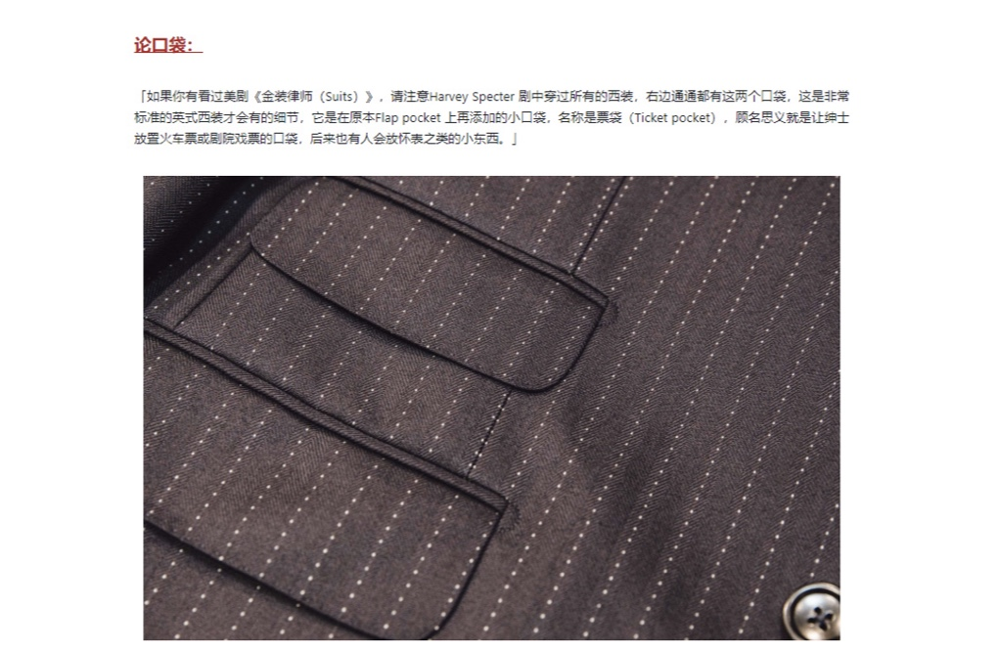 论口袋：
「如果你有看过美剧《金装律师（Suits）》，请注意Harvey Specter 剧中穿过所有的西装，右边通通都有这两个口袋，这是非常
标准的英式西装才会有的细节，它是在原本Flap pocket 上再添加的小口袋，名称是票袋（Ticket pocket），顾名思义就是让绅士
放置火车票或剧院戏票的口袋，后来也有人会放怀表之类的小东西。」